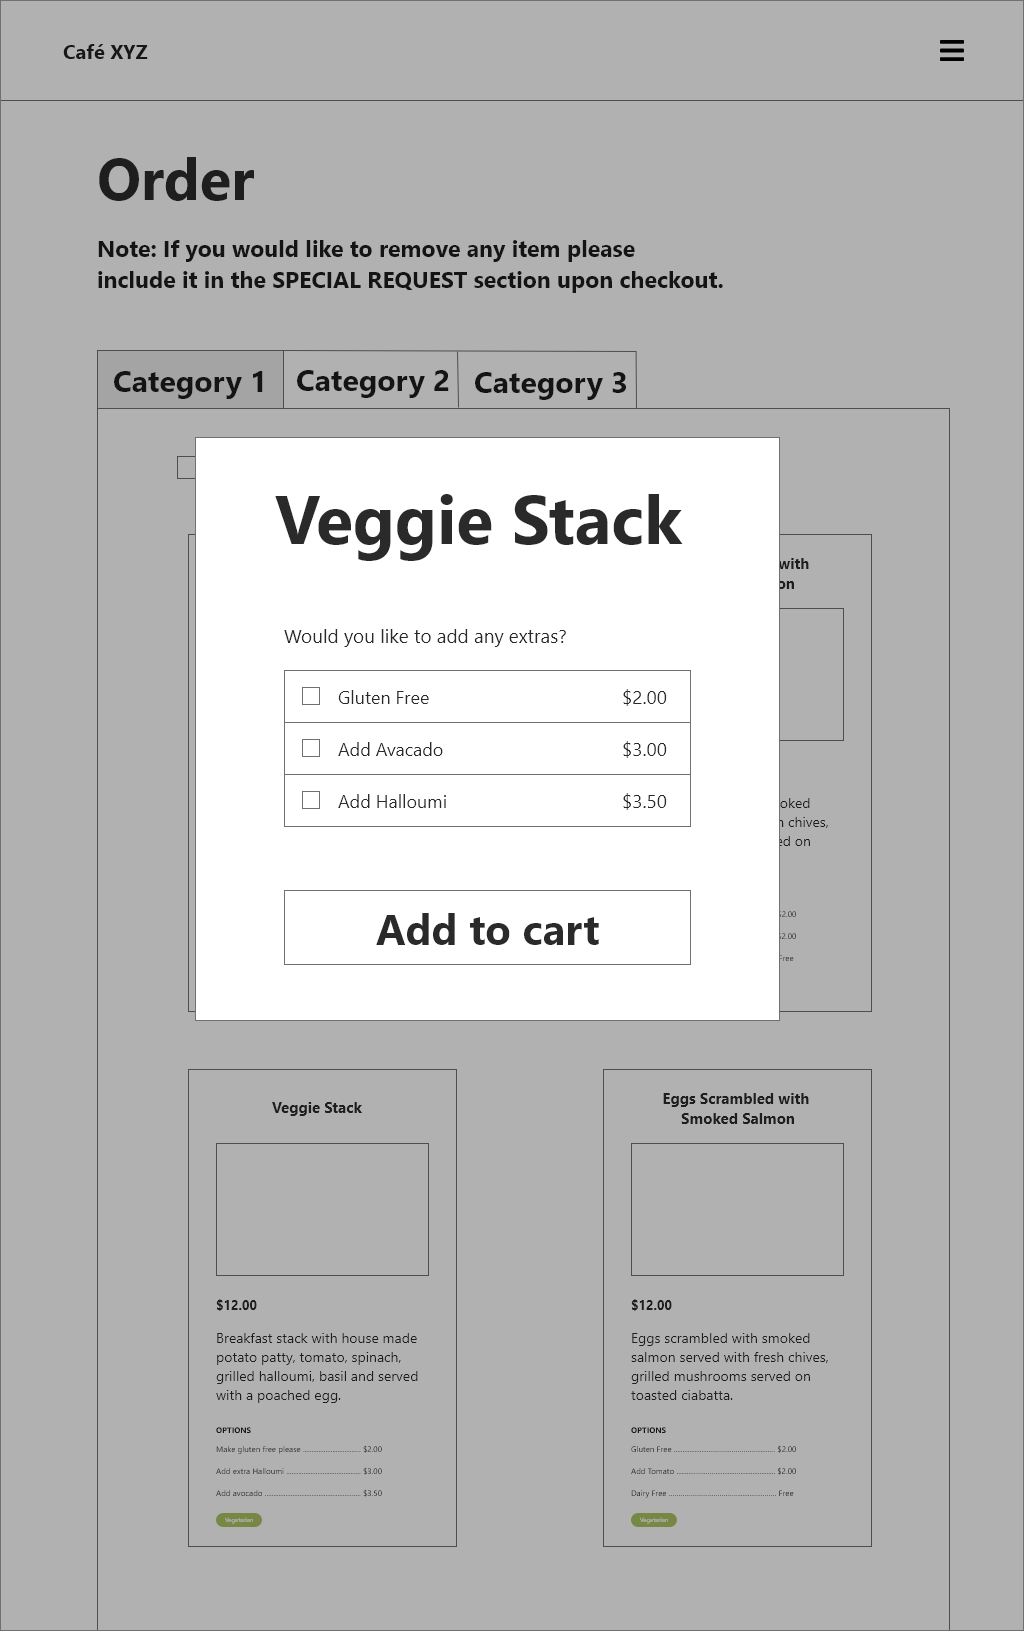 Café XYZ
Order
Note: If you would like to remove any item please
include it in the SPECIAL REQUEST section upon checkout.
Category 1
Category 2
Category 3
Veggie Stack
Would you like to add any extras?
Gluten Free $2.00
Add Avacado $3.00
Add Halloumi $3.50
Add to cart
with
on
chives,
ed on
$2.00
$2.00
Free
Veggie Stack
$12.00
Breakfast stack with house made
potato patty, tomato, spinach,
grilled halloumi, basil and served
with a poached egg.
OPTIONS
Make gluten free please ............................ $2.00
Add extra Halloumi .................................... $3.00
Add avocado ............................................... $3.50
Vegetarian
Eggs Scrambled with
Smoked Salmon
$12.00
Eggs scrambled with smoked
salmon served with fresh chives,
grilled mushrooms served on
toasted ciabatta.
OPTIONS
Gluten Free ................................................. $2.00
Add Tomato ................................................ $2.00
Dairy Free .................................................... Free
Vegetarian